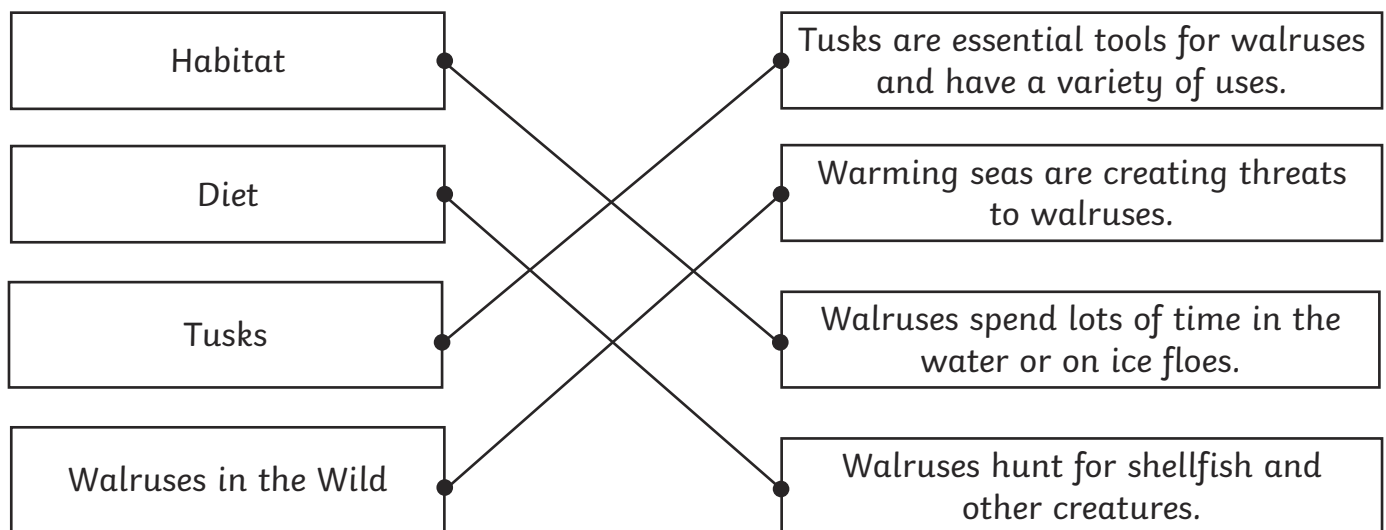 Habitat
Diet
Tusks
Walruses in the Wild
Tusks are essential tools for walruses
and have a variety of uses.
Warming seas are creating threats
to walruses.
Walruses spend lots of time in the
water or on ice floes.
Walruses hunt for shellfish and
other creatures.